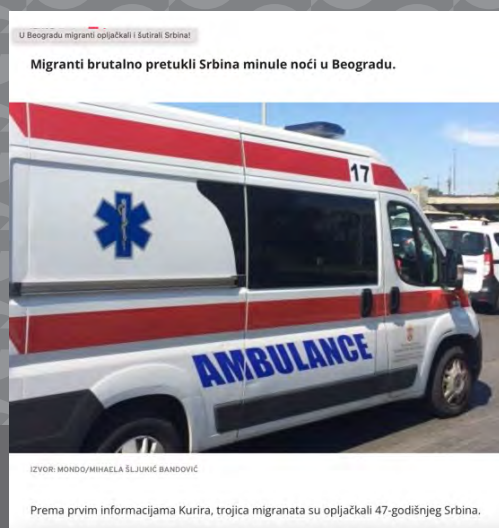 U Beogradu migranti opljačkali i šutirali Srbina!
Migranti brutalno pretukli Srbina minule noći u Beogradu.
17
AMBULANCE
IZVOR: MONDO/MIHAELA ŠLJUKIĆ BANDOVIĆ
Prema prvim informacijama Kurira, trojica migranata su opljačkali 47-godišnjeg Srbina.